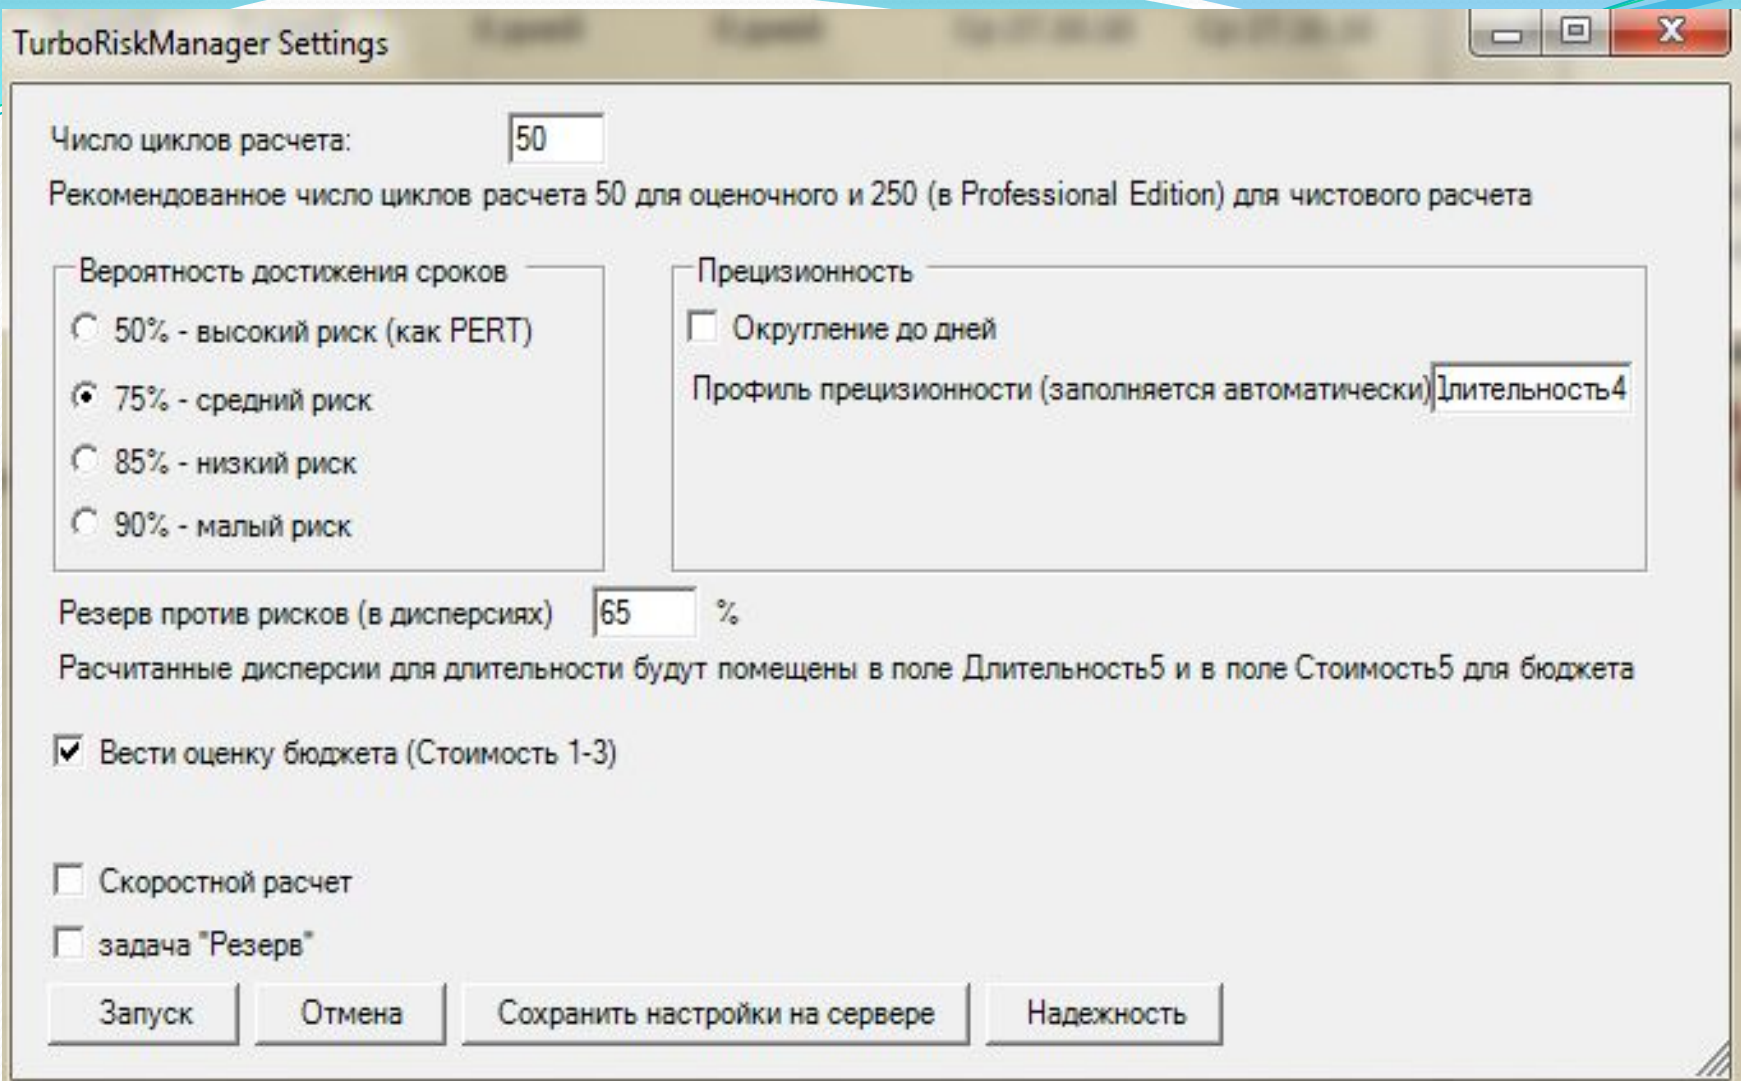 TurboRiskManager Settings
Число циклов расчета: 50
Рекомендованное число циклов расчета 50 для оценочного и 250 (в Professional Edition) для чистового расчета
Вероятность достижения сроков
50% - высокий риск (как PERT)
75% - средний риск
85% - низкий риск
90% - малый риск
Прецизионность
Округление до дней
Профиль прецизионности (заполняется автоматически) Длительность4
Резерв против рисков (в дисперсиях) 65 %
Расчитанные дисперсии для длительности будут помещены в поле Длительность5 и в поле Стоимость5 для бюджета
Вести оценку бюджета (Стоимость 1-3)
Скоростной расчет
задача "Резерв"
Запуск Отмена Сохранить настройки на сервере Надежность